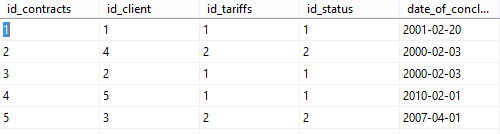 id_contracts id_client id_tariffs id_status date_of_concl...
1 1 1 1 2001-02-20
2 4 2 2 2000-02-03
3 2 1 1 2000-02-03
4 5 1 1 2010-02-01
5 3 2 2 2007-04-01